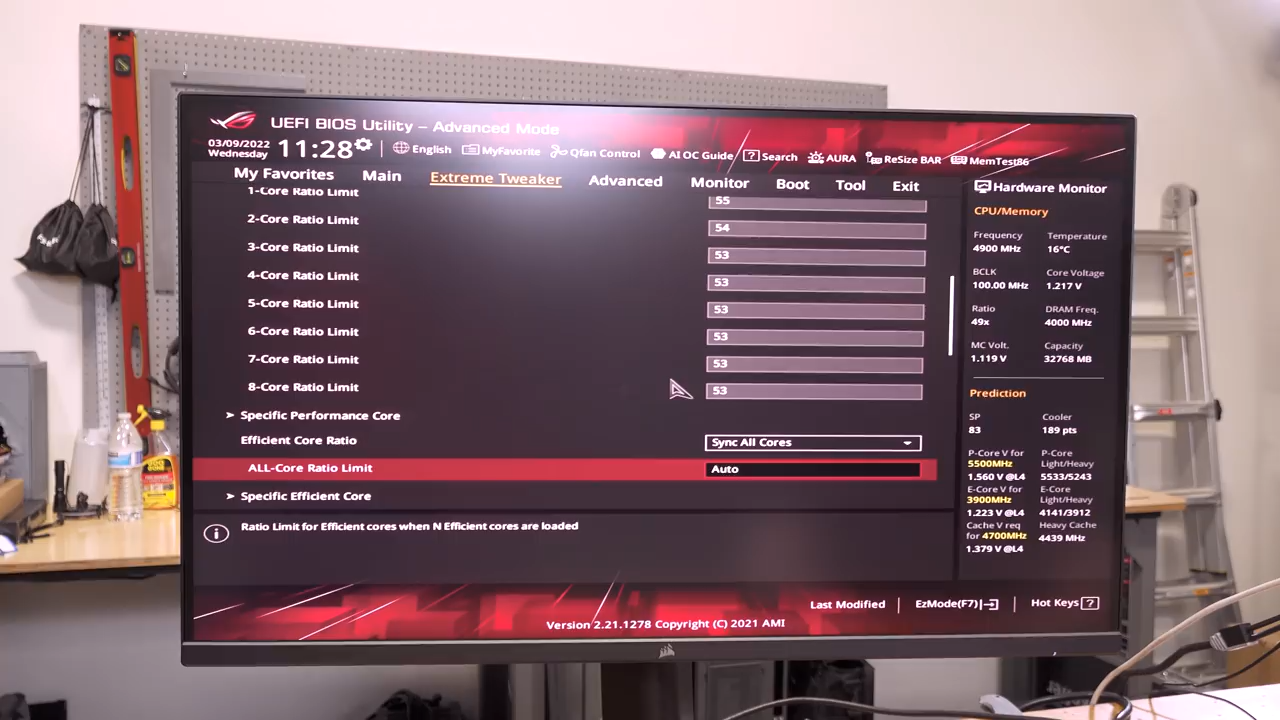 UEFI BIOS Utility – Advanced Mode
03/09/2022
Wednesday
11:28
English
MyFavorite
Qfan Control
AI OC Guide
Search
AURA
ReSize BAR
MemTest86
My Favorites
Main
Extreme Tweaker
Advanced
Monitor
Boot
Tool
Exit
1-Core Ratio Limit
55
2-Core Ratio Limit
54
3-Core Ratio Limit
53
4-Core Ratio Limit
53
5-Core Ratio Limit
53
6-Core Ratio Limit
53
7-Core Ratio Limit
53
8-Core Ratio Limit
53
Specific Performance Core
Efficient Core Ratio
Sync All Cores
ALL-Core Ratio Limit
Auto
Specific Efficient Core
Ratio Limit for Efficient cores when N Efficient cores are loaded
Hardware Monitor
CPU/Memory
Frequency
Temperature
4900 MHz
16°C
BCLK
Core Voltage
100.00 MHz
1.217 V
Ratio
DRAM Freq.
49x
4000 MHz
MC Volt.
Capacity
1.119 V
32768 MB
Prediction
SP
Cooler
83
189 pts
P-Core V for
P-Core
5500MHz
Light/Heavy
1.560 V @L4
5533/5243
E-Core V for
E-Core
3900MHz
Light/Heavy
1.223 V @L4
4141/3912
Cache V req
Heavy Cache
for 4700MHz
4439 MHz
1.379 V @L4
Last Modified
EzMode(F7)
Hot Keys ?
Version 2.21.1278 Copyright (C) 2021 AMI